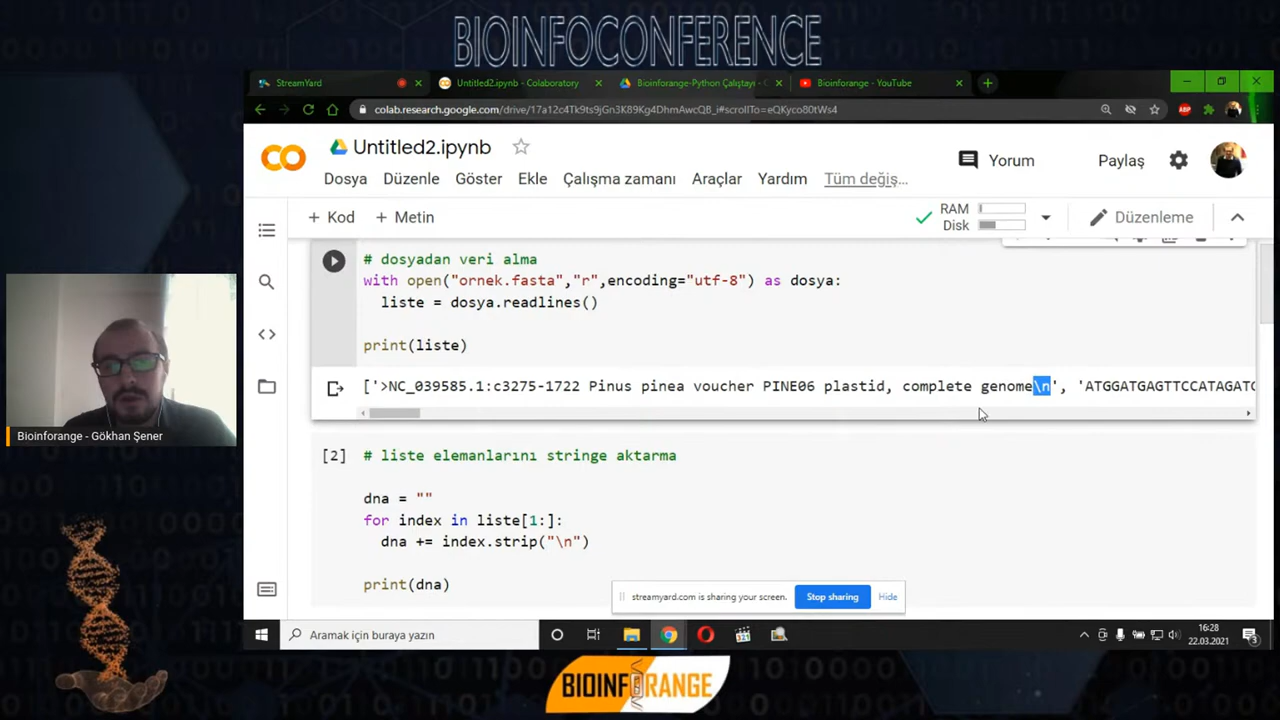 BIOINFOCONFERENCE
StreamYard
Untitled2.ipynb - Colaboratory
Bioinforange-Python Çalıştayı -
Bioinforange - YouTube
colab.research.google.com/drive/17a12c4Tk9ts9jGn3K89Kg4DhmAwcQB_i#scrollTo=eQKyco80tWs4
ABP
Untitled2.ipynb
Yorum
Paylaş
Dosya Düzenle Göster Ekle Çalışma zamanı Araçlar Yardım Tüm değiş…
+ Kod + Metin
RAM
Disk
Düzenleme
# dosyadan veri alma
with open("ornek.fasta","r",encoding="utf-8") as dosya:
liste = dosya.readlines()
print(liste)
['>NC_039585.1:c3275-1722 Pinus pinea voucher PINE06 plastid, complete genome\n', 'ATGGATGAGTTCCATAGATG
[2] # liste elemanlarını stringe aktarma
dna = ""
for index in liste[1:]:
dna += index.strip("\n")
print(dna)
streamyard.com is sharing your screen.
Stop sharing
Hide
Bioinforange - Gökhan Şener
Aramak için buraya yazın
16:28
22.03.2021
3
BIOINFORANGE